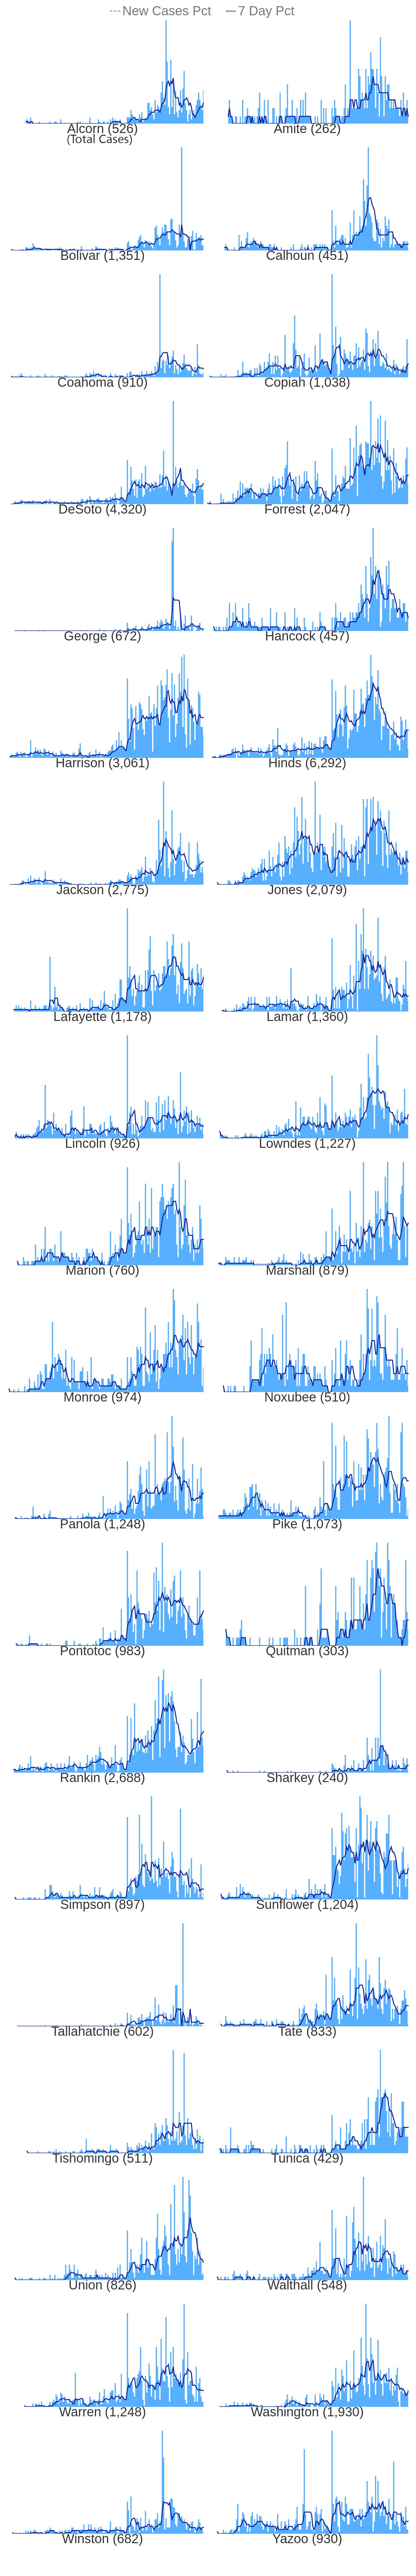 New Cases Pct 7 Day Pct
Alcorn (526) Amite (262)
(Total Cases)
Bolivar (1,351) Calhoun (451)
Coahoma (910) Copiah (1,038)
DeSoto (4,320) Forrest (2,047)
George (672) Hancock (457)
Harrison (3,061) Hinds (6,292)
Jackson (2,775) Jones (2,079)
Lafayette (1,178) Lamar (1,360)
Lincoln (926) Lowndes (1,227)
Marion (760) Marshall (879)
Monroe (974) Noxubee (510)
Panola (1,248) Pike (1,073)
Pontotoc (983) Quitman (303)
Rankin (2,688) Sharkey (240)
Simpson (897) Sunflower (1,204)
Tallahatchie (602) Tate (833)
Tishomingo (511) Tunica (429)
Union (826) Walthall (548)
Warren (1,248) Washington (1,930)
Winston (682) Yazoo (930)